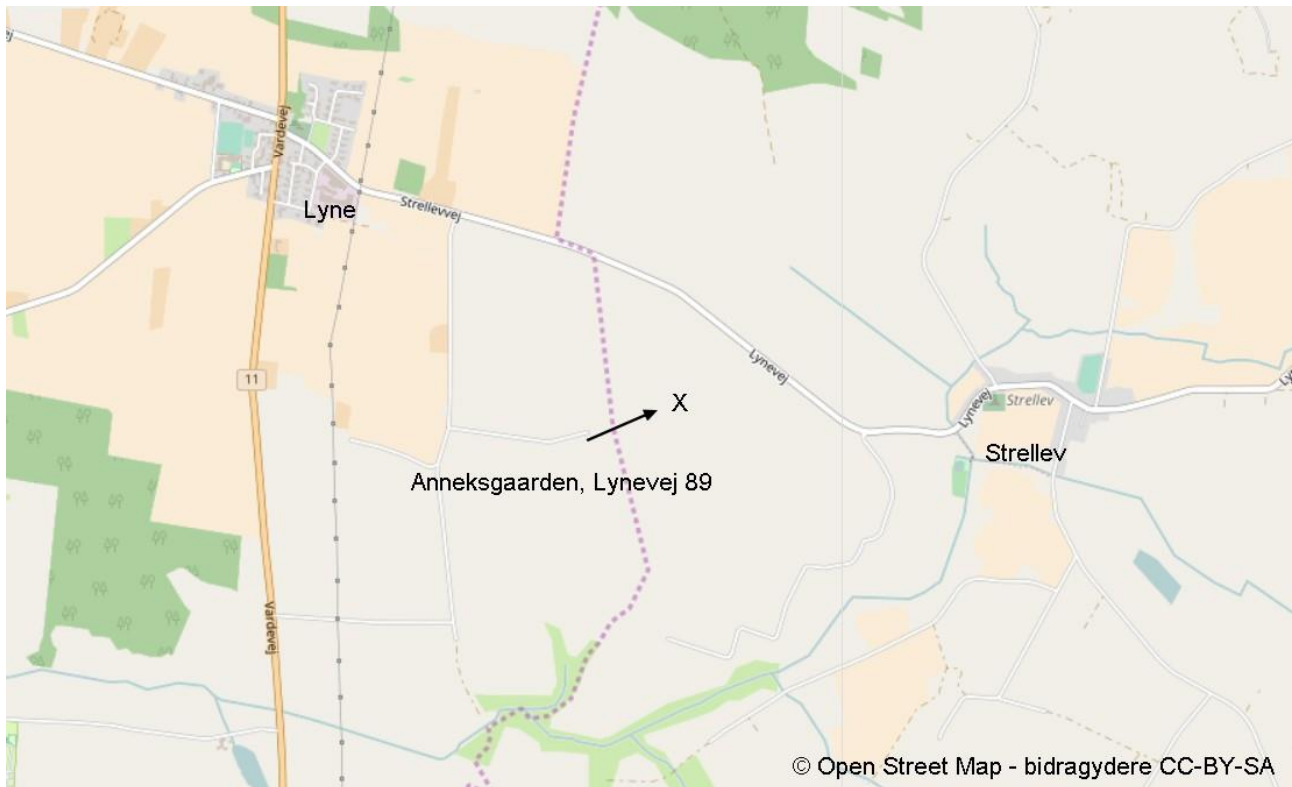 Vardevej
Lyne
Strellevvej
11
Lynevej
X
Anneksgaarden, Lynevej 89
Lynevej
Strellev
Strellev
Vardevej
© Open Street Map - bidragydere CC-BY-SA